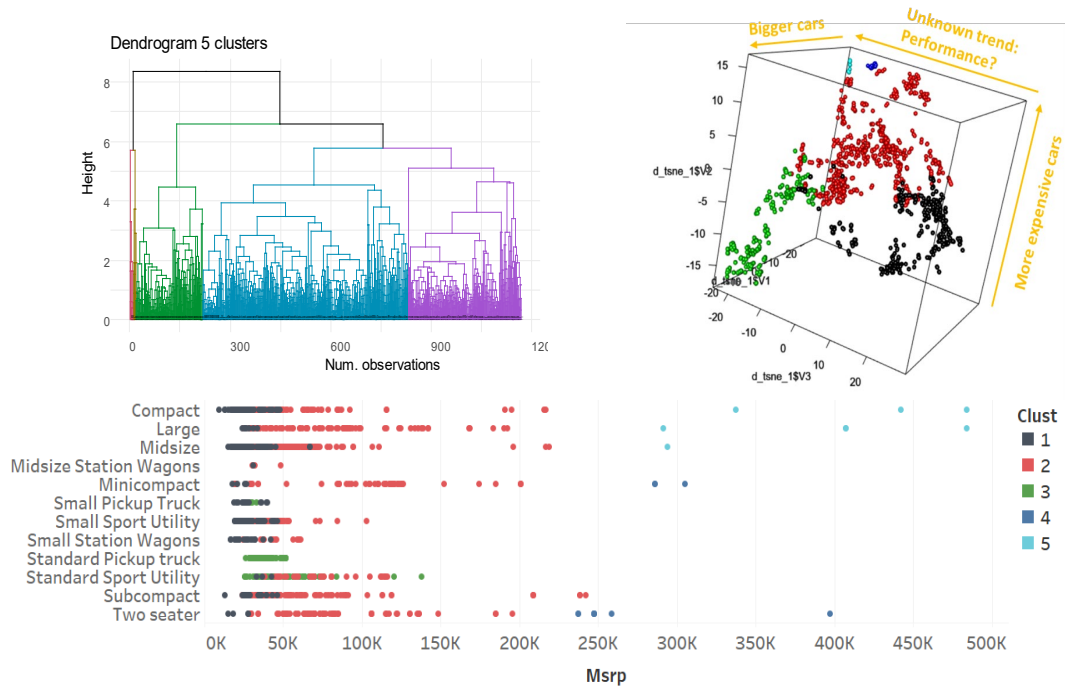 Dendrogram 5 clusters
Height
8
6
4
2
0
0 300 600 900 120
Num. observations
Bigger cars
Unknown trend:
Performance?
More expensive cars
15
10
5
0
-5
-10
-15
d_tsne_1$V2
d_tsne_1$V1
-20 10 20
-20
-10
0
10
20
d_tsne_1$V3
Compact
Large
Midsize
Midsize Station Wagons
Minicompact
Small Pickup Truck
Small Sport Utility
Small Station Wagons
Standard Pickup truck
Standard Sport Utility
Subcompact
Two seater
0K 50K 100K 150K 200K 250K 300K 350K 400K 450K 500K
Msrp
Clust
1
2
3
4
5